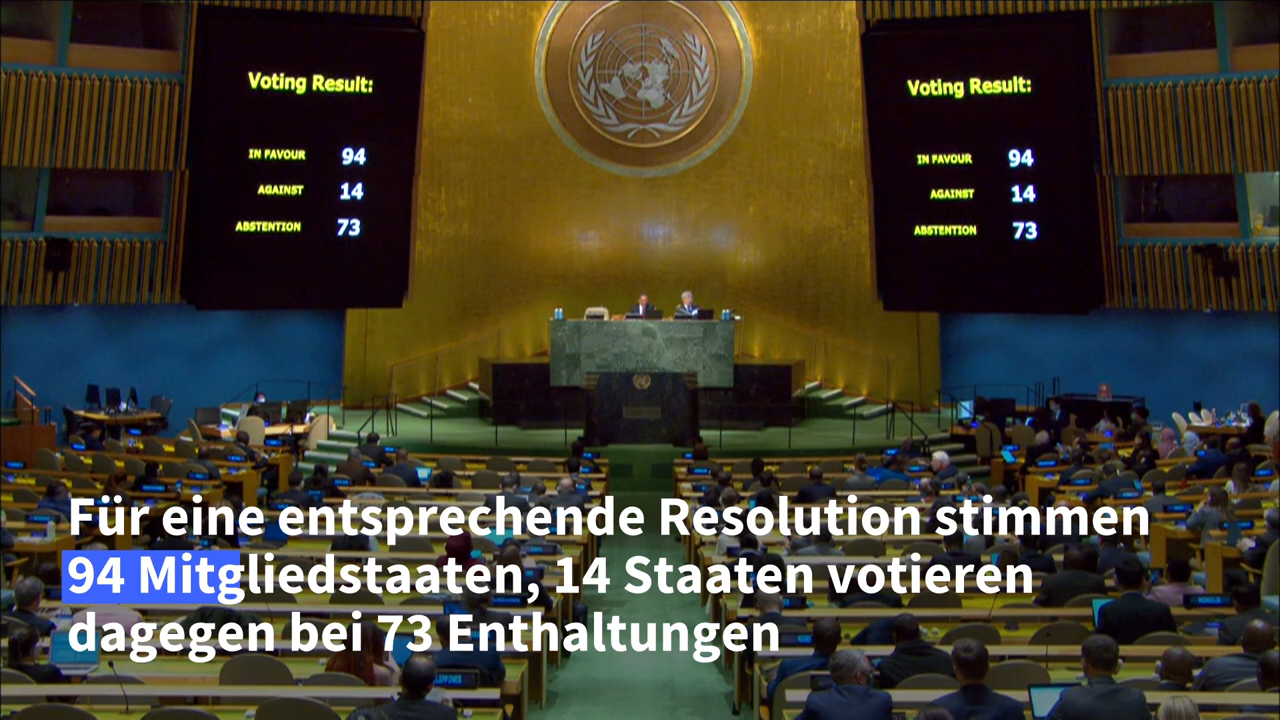 Voting Result:
IN FAVOUR 94
AGAINST 14
ABSTENTION 73
Voting Result:
IN FAVOUR 94
AGAINST 14
ABSTENTION 73
Für eine entsprechende Resolution stimmen
94 Mitgliedstaaten, 14 Staaten votieren
dagegen bei 73 Enthaltungen